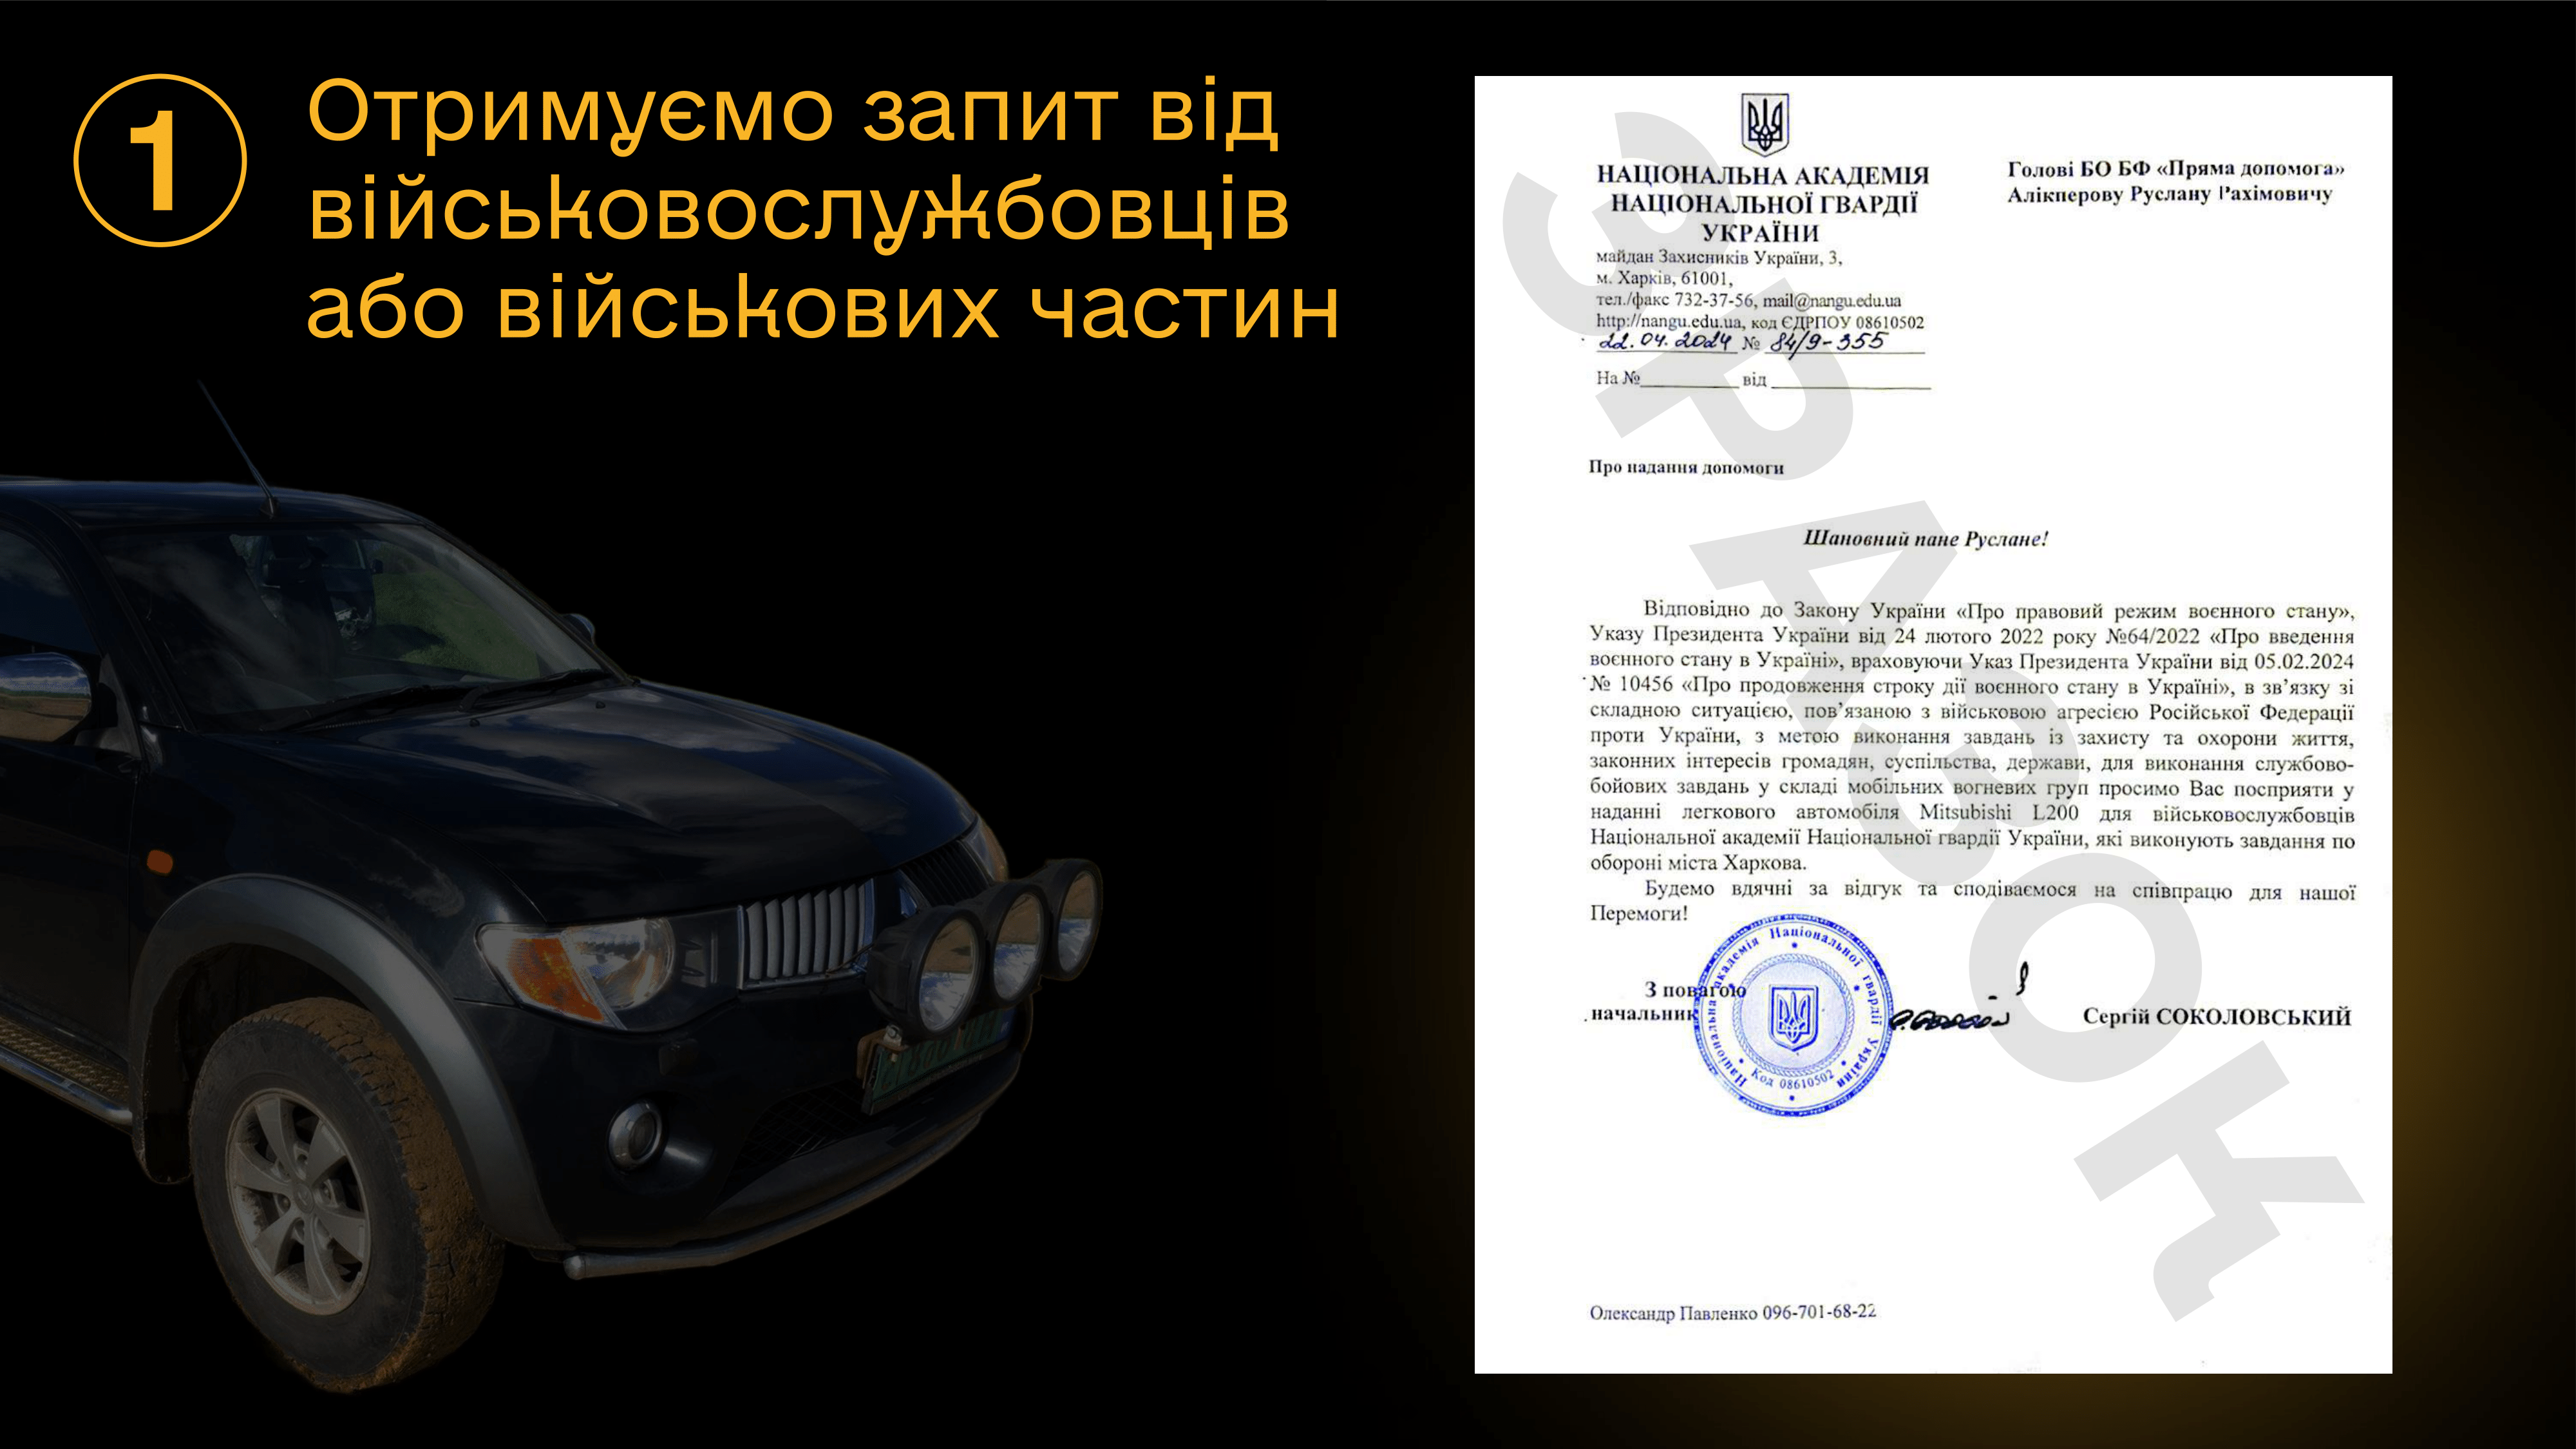 1
Отримуємо запит від
військовослужбовців
або військових частин
НАЦІОНАЛЬНА АКАДЕМІЯ
НАЦІОНАЛЬНОЇ ГВАРДІЇ
УКРАЇНИ
майдан Захисників України, 3,
м. Харків, 61001,
тел./факс 732-37-56, mail@nangu.edu.ua
http://nangu.edu.ua, код ЄДРПОУ 08610502
22.04.2024 № 84/9-355
На №__________ від ________________
Голові БО БФ «Пряма допомога»
Алікперову Руслану Рахімовичу
Про надання допомоги
Шановний пане Руслане!
Відповідно до Закону України «Про правовий режим воєнного стану»,
Указу Президента України від 24 лютого 2022 року №64/2022 «Про введення
воєнного стану в Україні», враховуючи Указ Президента України від 05.02.2024
№ 10456 «Про продовження строку дії воєнного стану в Україні», в зв’язку зі
складною ситуацією, пов’язаною з військовою агресією Російської Федерації
проти України, з метою виконання завдань із захисту та охорони життя,
законних інтересів громадян, суспільства, держави, для виконання службово-
бойових завдань у складі мобільних вогневих груп просимо Вас посприяти у
наданні легкового автомобіля Mitsubishi L200 для військовослужбовців
Національної академії Національної гвардії України, які виконують завдання по
обороні міста Харкова.
Будемо вдячні за відгук та сподіваємося на співпрацю для нашої
Перемоги!
З повагою
начальник
Сергій СОКОЛОВСЬКИЙ
Національна академія Національної гвардії України
Код 08610502
Олександр Павленко 096-701-68-22
ЗРАЗОК